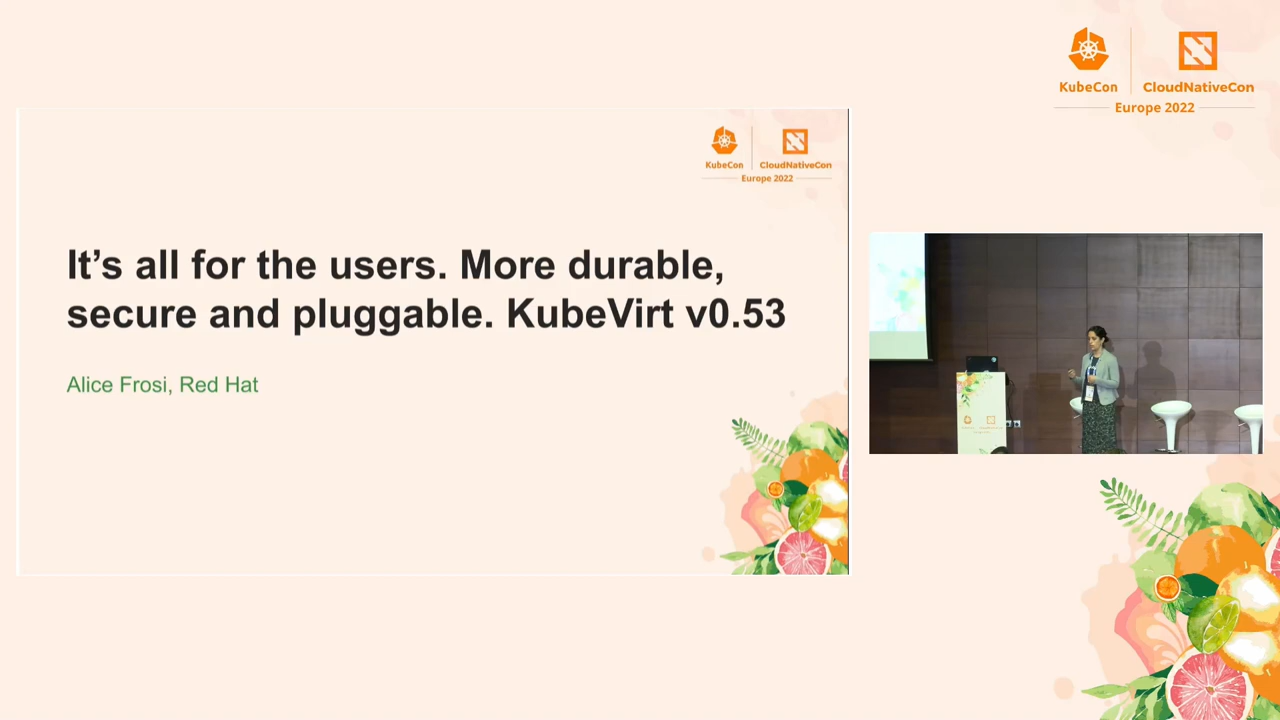 KubeCon
CloudNativeCon
Europe 2022
KubeCon
CloudNativeCon
Europe 2022
It’s all for the users. More durable,
secure and pluggable. KubeVirt v0.53
Alice Frosi, Red Hat